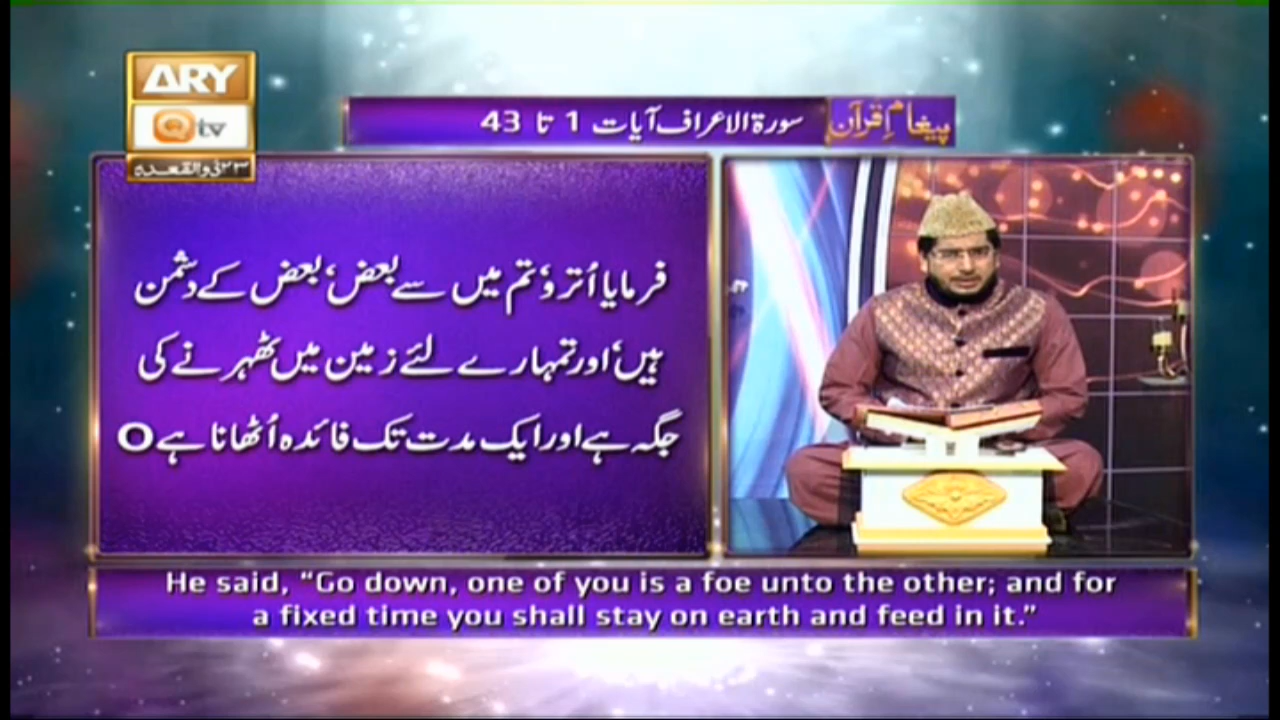 ARY
Qtv
۲۳ ذوالقعدہ
پیغامِ قرآن
سورۃ الاعراف آیات 1 تا 43
فرمایا اُترو’تم میں سے بعض’بعض کے دشمن
ہیں’اور تمہارے لئے زمین میں ٹھہرنے کی
جگہ ہے اور ایک مدت تک فائدہ اُٹھانا ہے O
He said, “Go down, one of you is a foe unto the other; and for
a fixed time you shall stay on earth and feed in it.”